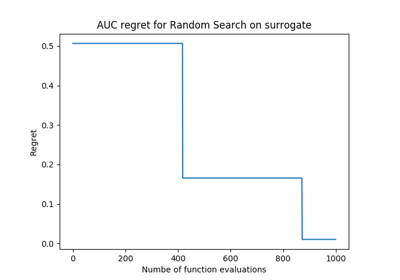 AUC regret for Random Search on surrogate
0.5
0.4
0.3
0.2
0.1
0.0
Regret
0 200 400 600 800 1000
Numbe of function evaluations